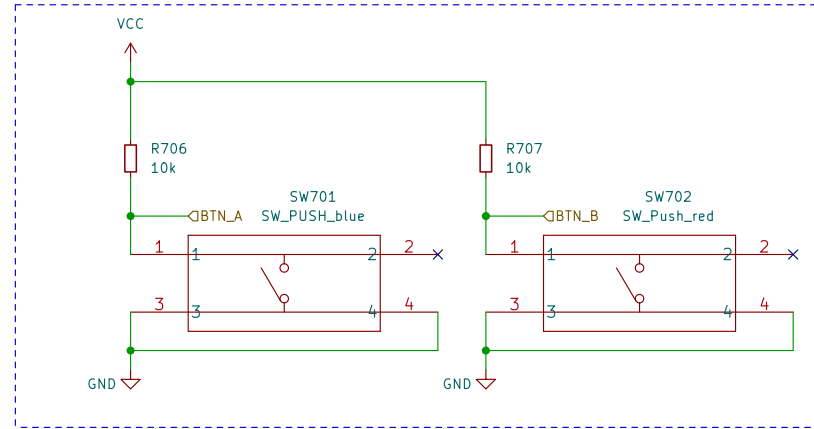 VCC
R706
10k
R707
10k
SW701
SW_PUSH_blue
SW702
SW_Push_red
BTN_A
BTN_B
1 1 2 2
1 1 2 2
3 3 4 4
3 3 4 4
GND
GND